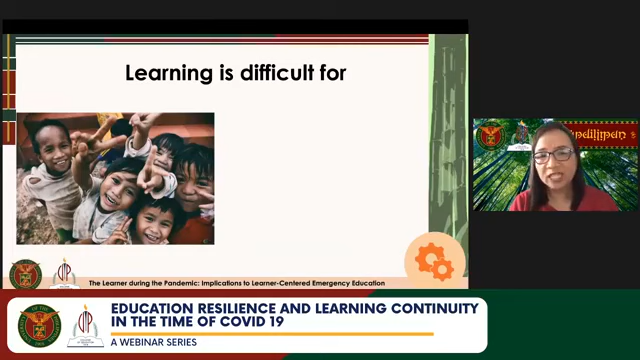 Learning is difficult for
The Learner during the Pandemic: Implications to Learner-Centered Emergency Education
EDUCATION RESILIENCE AND LEARNING CONTINUITY
IN THE TIME OF COVID 19
A WEBINAR SERIES